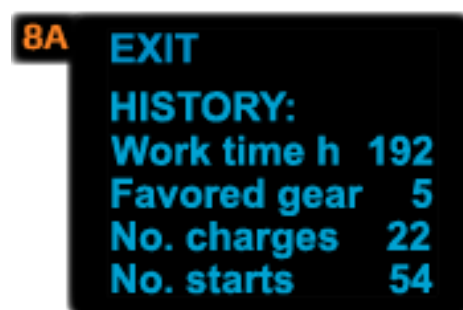 8A
EXIT
HISTORY:
Work time h 192
Favored gear 5
No. charges 22
No. starts 54